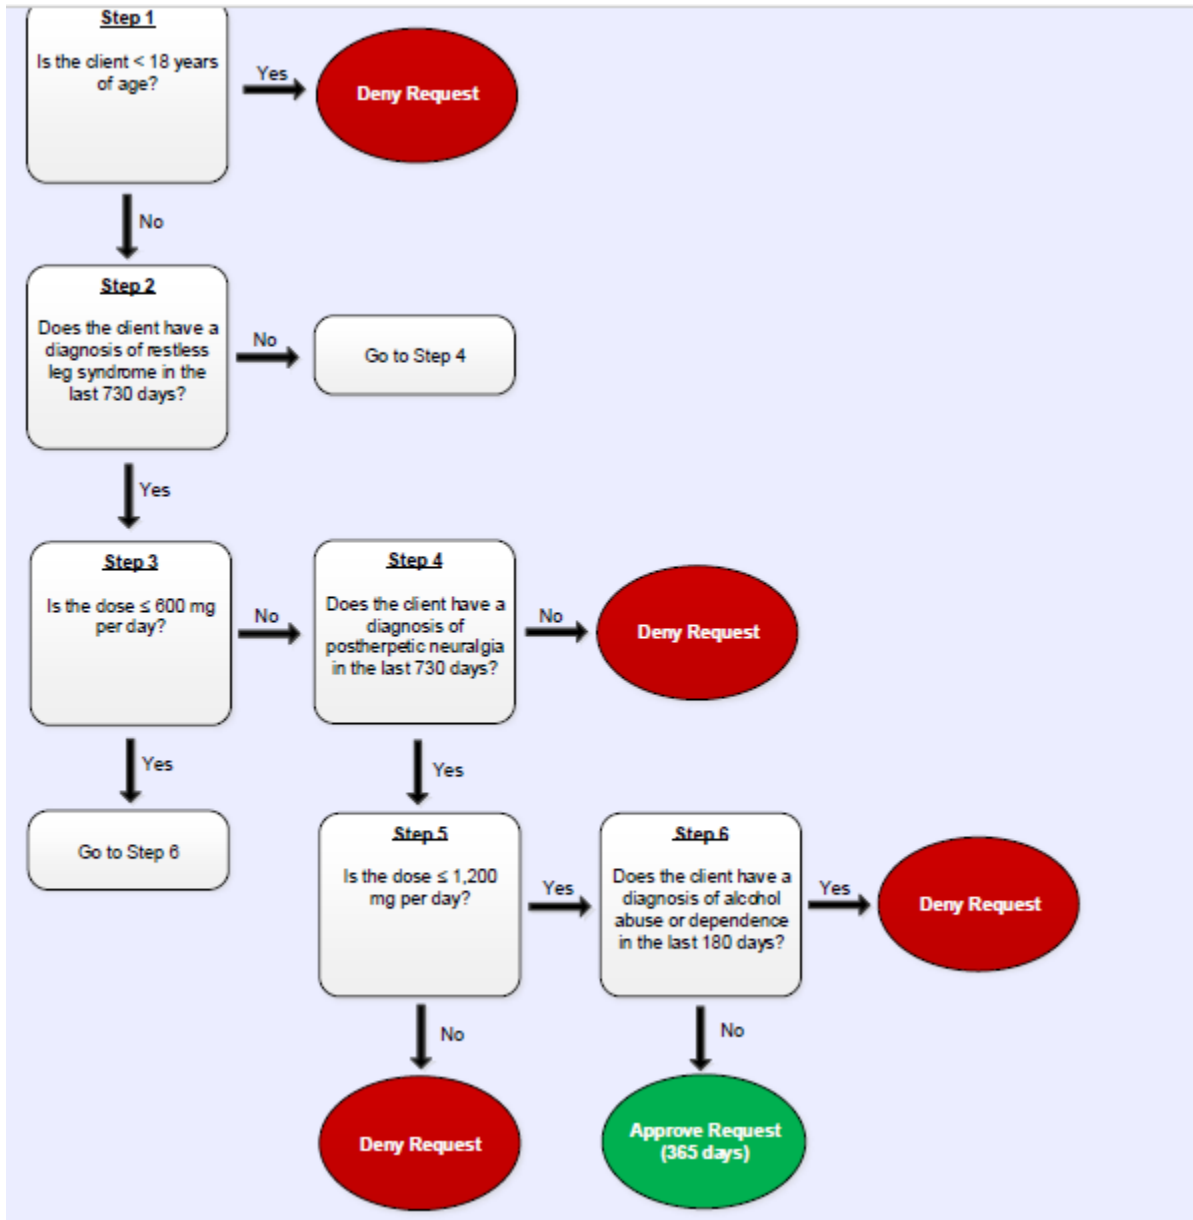 Step 1
Is the client < 18 years
of age?
Yes
Deny Request
No
Step 2
Does the client have a
diagnosis of restless
leg syndrome in the
last 730 days?
No
Go to Step 4
Yes
Step 3
Is the dose ≤ 600 mg
per day?
No
Step 4
Does the client have a
diagnosis of
postherpetic neuralgia
in the last 730 days?
No
Deny Request
Yes
Go to Step 6
Yes
Step 5
Is the dose ≤ 1,200
mg per day?
Yes
Step 6
Does the client have a
diagnosis of alcohol
abuse or dependence
in the last 180 days?
Yes
Deny Request
No
Deny Request
No
Approve Request
(365 days)